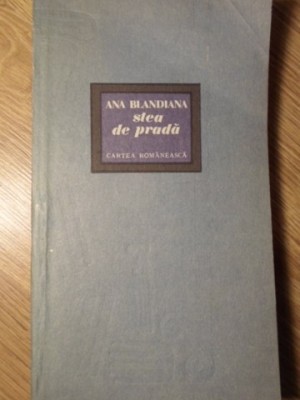 ANA BLANDIANA
stea
de pradă
CARTEA ROMÂNEASCĂ